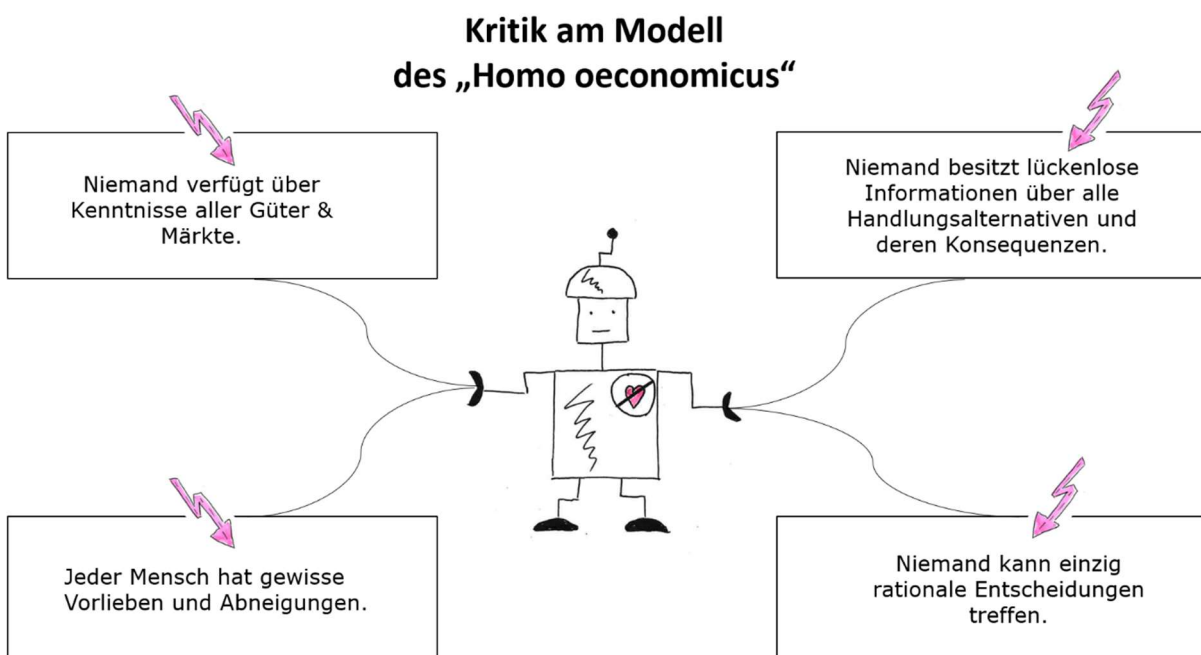 Kritik am Modell
des „Homo oeconomicus“
Niemand verfügt über
Kenntnisse aller Güter &
Märkte.
Niemand besitzt lückenlose
Informationen über alle
Handlungsalternativen und
deren Konsequenzen.
Jeder Mensch hat gewisse
Vorlieben und Abneigungen.
Niemand kann einzig
rationale Entscheidungen
treffen.